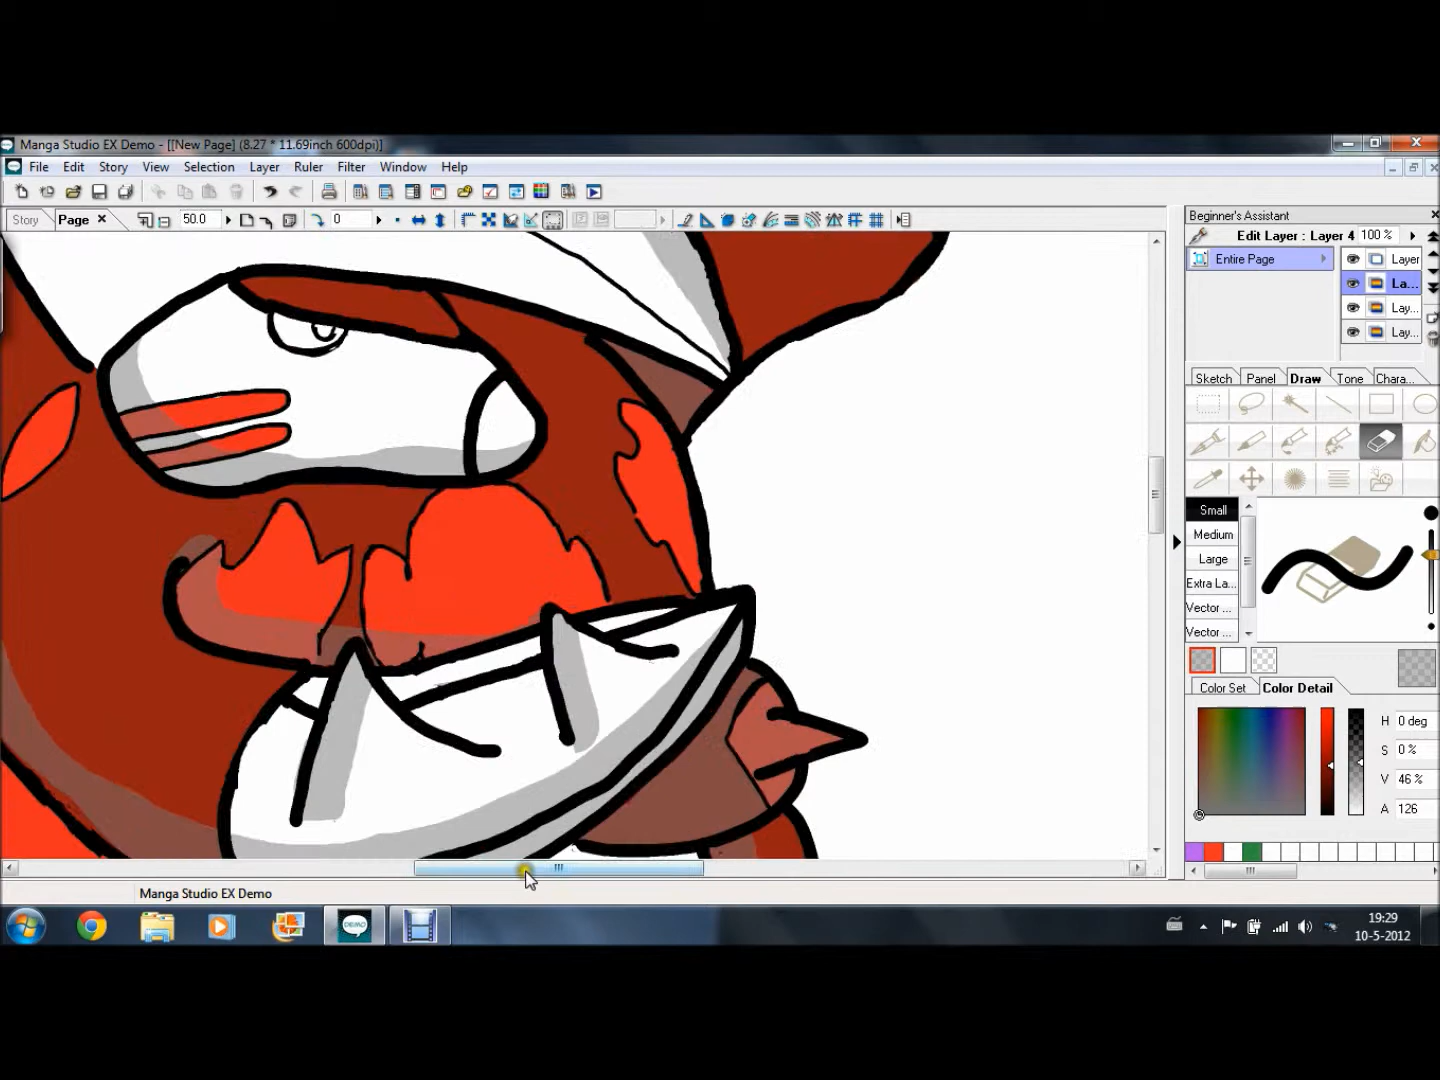 Manga Studio EX Demo - [[New Page] (8.27 * 11.69inch 600dpi)]
File Edit Story View Selection Layer Ruler Filter Window Help
Story Page 50.0 0
Beginner's Assistant
Edit Layer : Layer 4 100 %
Entire Page
Layer
La...
Lay...
Lay...
Sketch Panel Draw Tone Chara...
Small
Medium
Large
Extra La...
Vector ...
Vector ...
Color Set Color Detail
H 0 deg
S 0 %
V 46 %
A 126
Manga Studio EX Demo
DEMO
19:29
10-5-2012